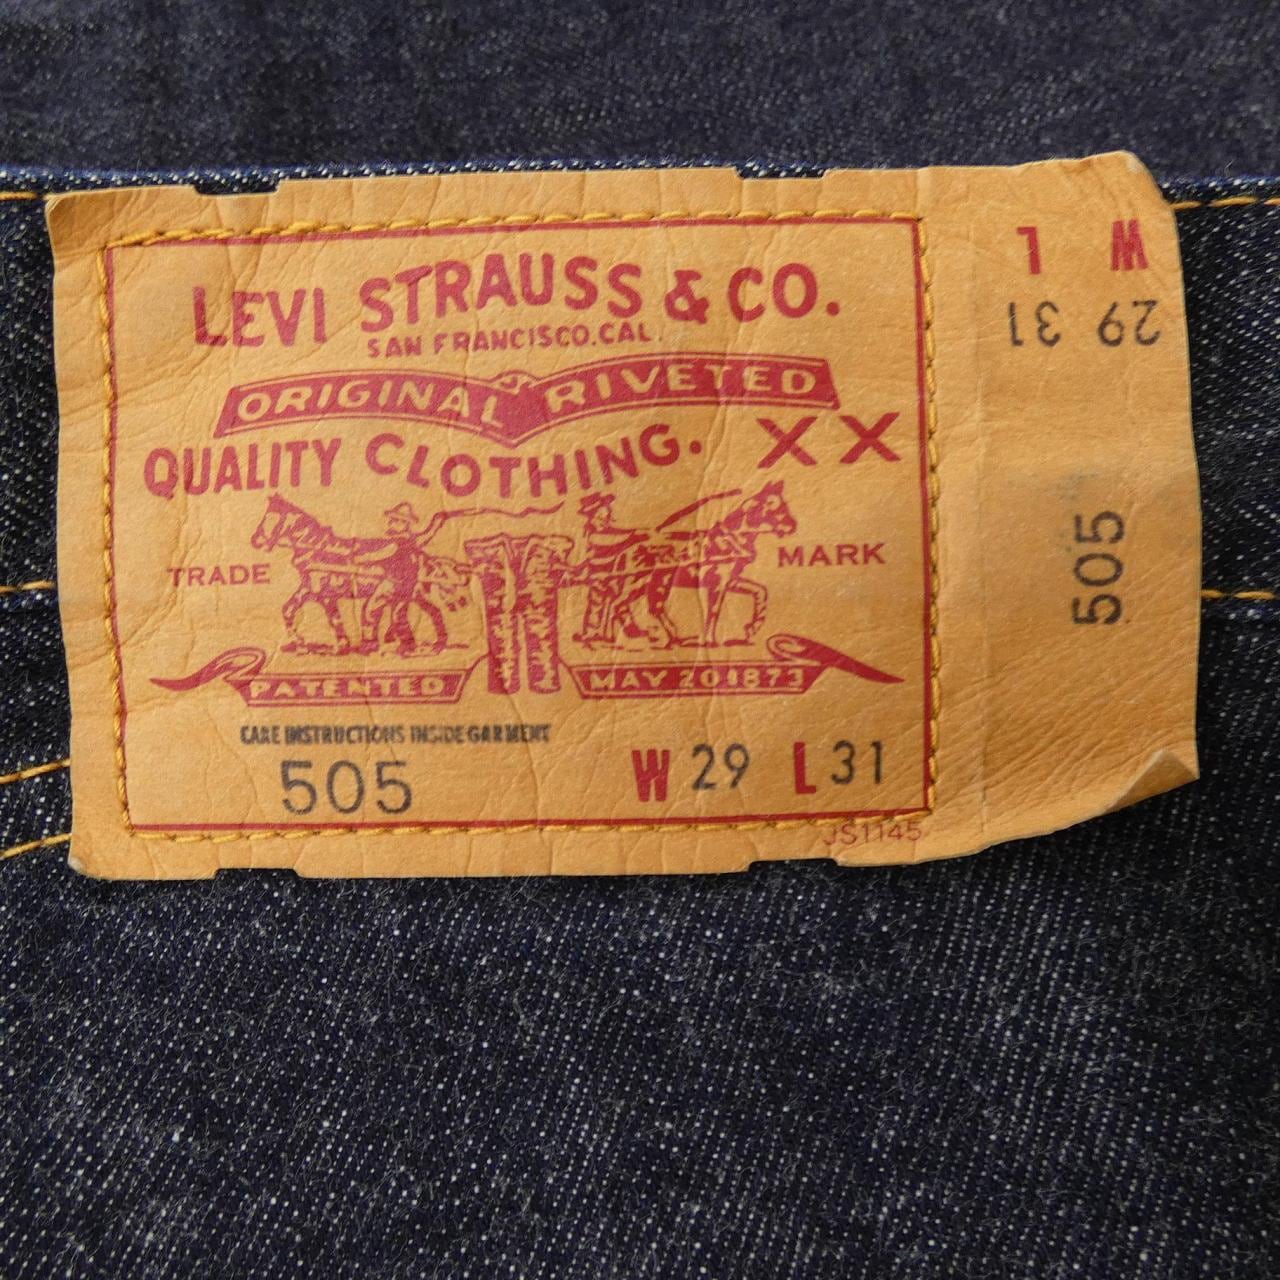 LEVI STRAUSS & CO.
SAN FRANCISCO. CAL.
ORIGINAL RIVETED
QUALITY CLOTHING. XX
TRADE MARK
PATENTED MAY 20 1873
CARE INSTRUCTIONS INSIDE GARMENT
505 W 29 L 31
JS1145
W L
29 31
505